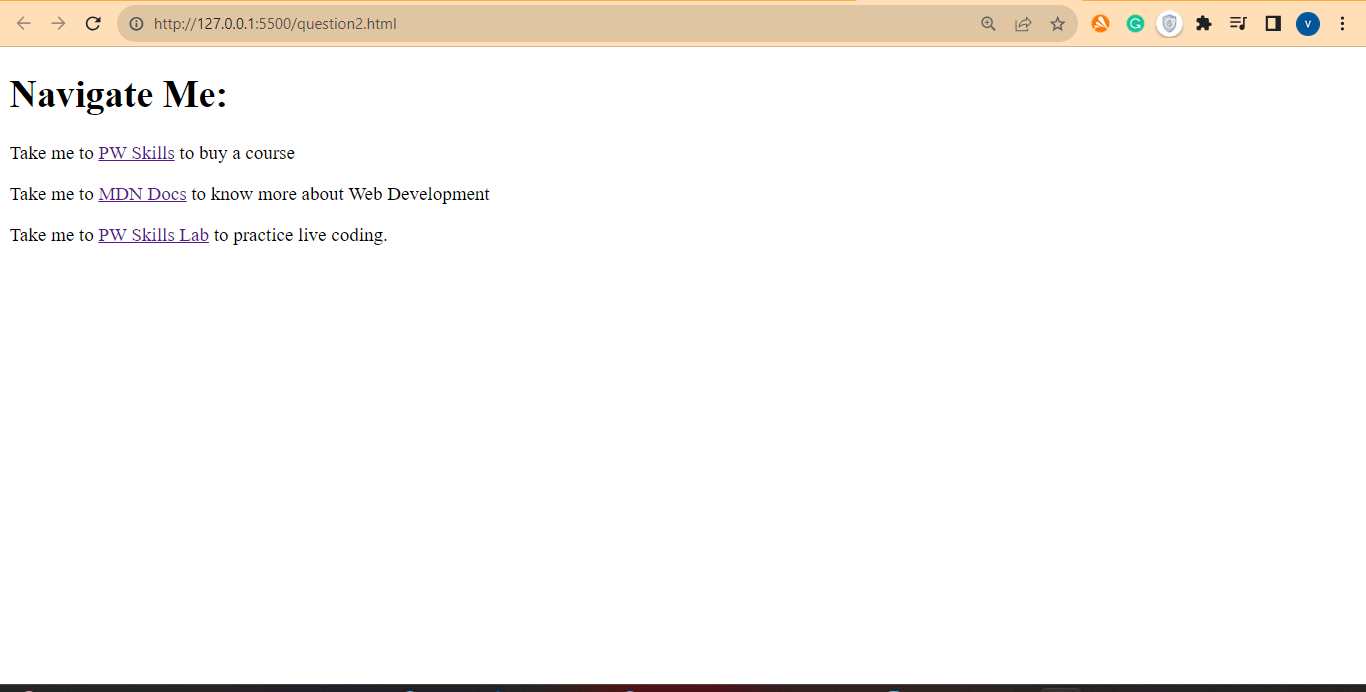 http://127.0.0.1:5500/question2.html
V
Navigate Me:
Take me to PW Skills to buy a course
Take me to MDN Docs to know more about Web Development
Take me to PW Skills Lab to practice live coding.